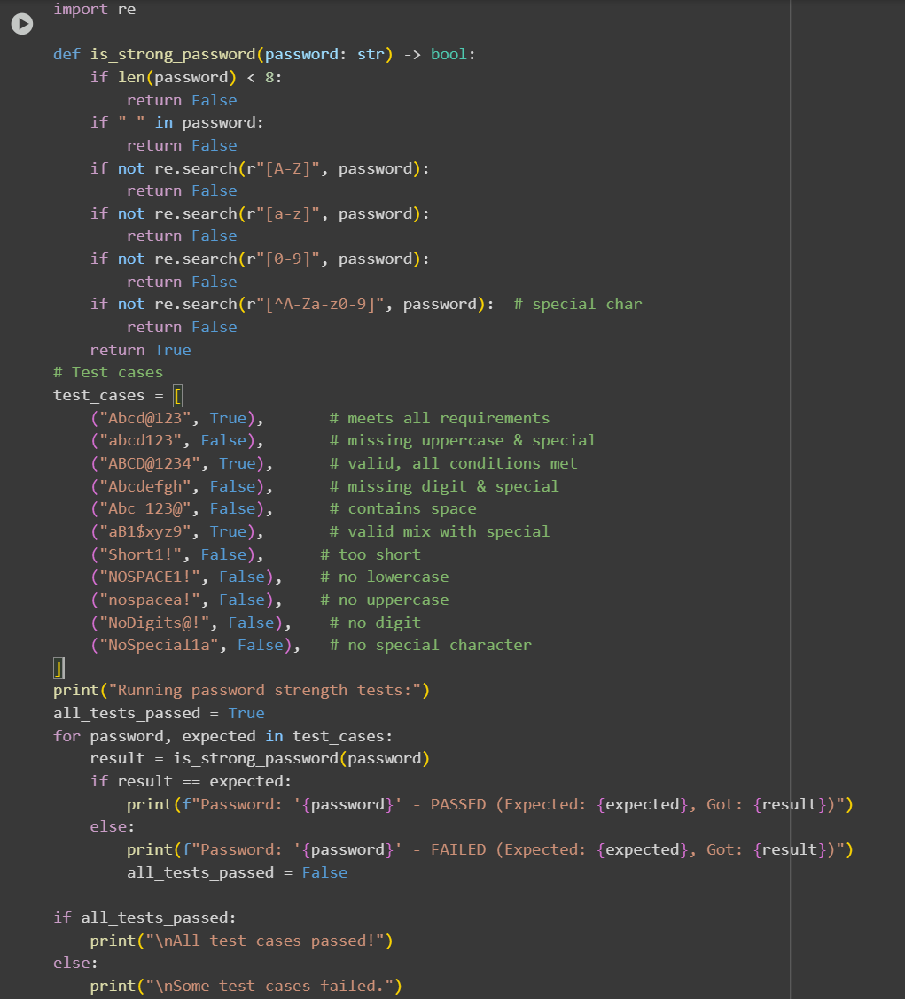 import re

def is_strong_password(password: str) -> bool:
    if len(password) < 8:
        return False
    if " " in password:
        return False
    if not re.search(r"[A-Z]", password):
        return False
    if not re.search(r"[a-z]", password):
        return False
    if not re.search(r"[0-9]", password):
        return False
    if not re.search(r"[^A-Za-z0-9]", password):  # special char
        return False
    return True
# Test cases
test_cases = [
    ("Abcd@123", True),       # meets all requirements
    ("abcd123", False),       # missing uppercase & special
    ("ABCD@1234", True),      # valid, all conditions met
    ("Abcdefgh", False),      # missing digit & special
    ("Abc 123@", False),      # contains space
    ("aB1$xyz9", True),       # valid mix with special
    ("Short1!", False),      # too short
    ("NOSPACE1!", False),    # no lowercase
    ("nospacea!", False),    # no uppercase
    ("NoDigits@!", False),    # no digit
    ("NoSpecial1a", False),   # no special character
]
print("Running password strength tests:")
all_tests_passed = True
for password, expected in test_cases:
    result = is_strong_password(password)
    if result == expected:
        print(f"Password: '{password}' - PASSED (Expected: {expected}, Got: {result})")
    else:
        print(f"Password: '{password}' - FAILED (Expected: {expected}, Got: {result})")
        all_tests_passed = False

if all_tests_passed:
    print("\nAll test cases passed!")
else:
    print("\nSome test cases failed.")